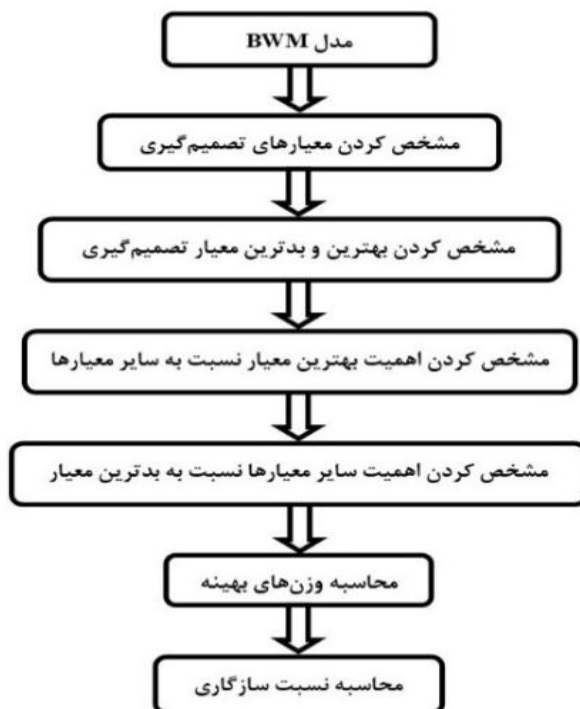 مدل BWM
مشخص کردن معیارهای تصمیم‌گیری
مشخص کردن بهترین و بدترین معیار تصمیم‌گیری
مشخص کردن اهمیت بهترین معیار نسبت به سایر معیارها
مشخص کردن اهمیت سایر معیارها نسبت به بدترین معیار
محاسبه وزن‌های بهینه
محاسبه نسبت سازگاری